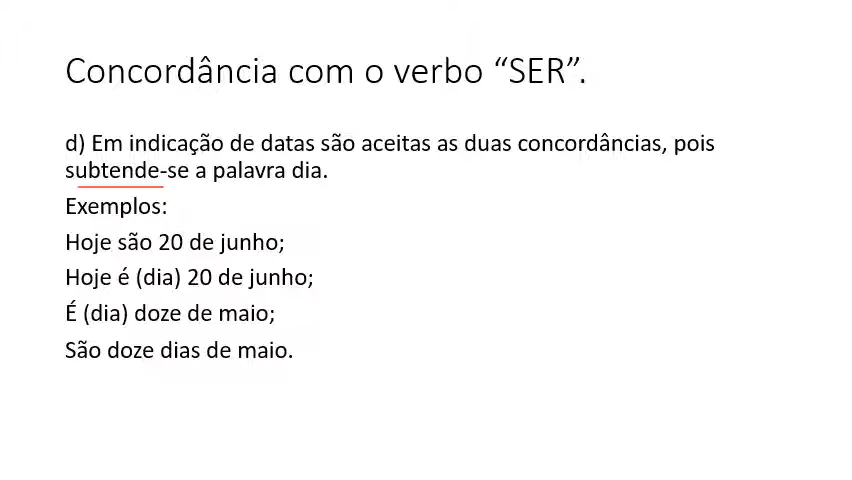 Concordância com o verbo “SER”.
d) Em indicação de datas são aceitas as duas concordâncias, pois
subtende-se a palavra dia.
Exemplos:
Hoje são 20 de junho;
Hoje é (dia) 20 de junho;
É (dia) doze de maio;
São doze dias de maio.